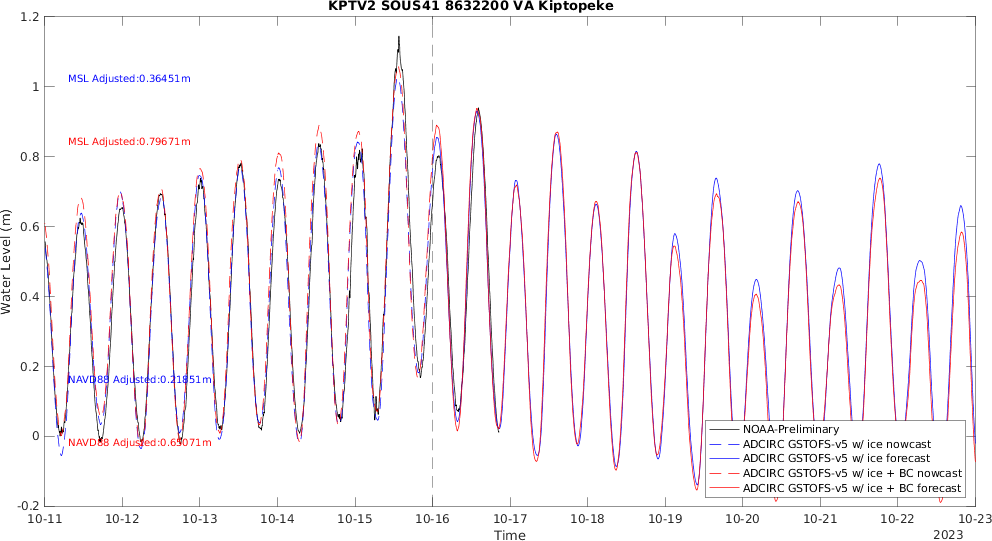 KPTV2 SOUS41 8632200 VA Kiptopeke
1.2
1
0.8
0.6
0.4
0.2
0
-0.2
Water Level (m)
MSL Adjusted:0.36451m
MSL Adjusted:0.79671m
NAVD88 Adjusted:0.21851m
NAVD88 Adjusted:0.65071m
NOAA-Preliminary
ADCIRC GSTOFS-v5 w/ ice nowcast
ADCIRC GSTOFS-v5 w/ ice forecast
ADCIRC GSTOFS-v5 w/ ice + BC nowcast
ADCIRC GSTOFS-v5 w/ ice + BC forecast
10-11 10-12 10-13 10-14 10-15 10-16 10-17 10-18 10-19 10-20 10-21 10-22 10-23
Time
2023